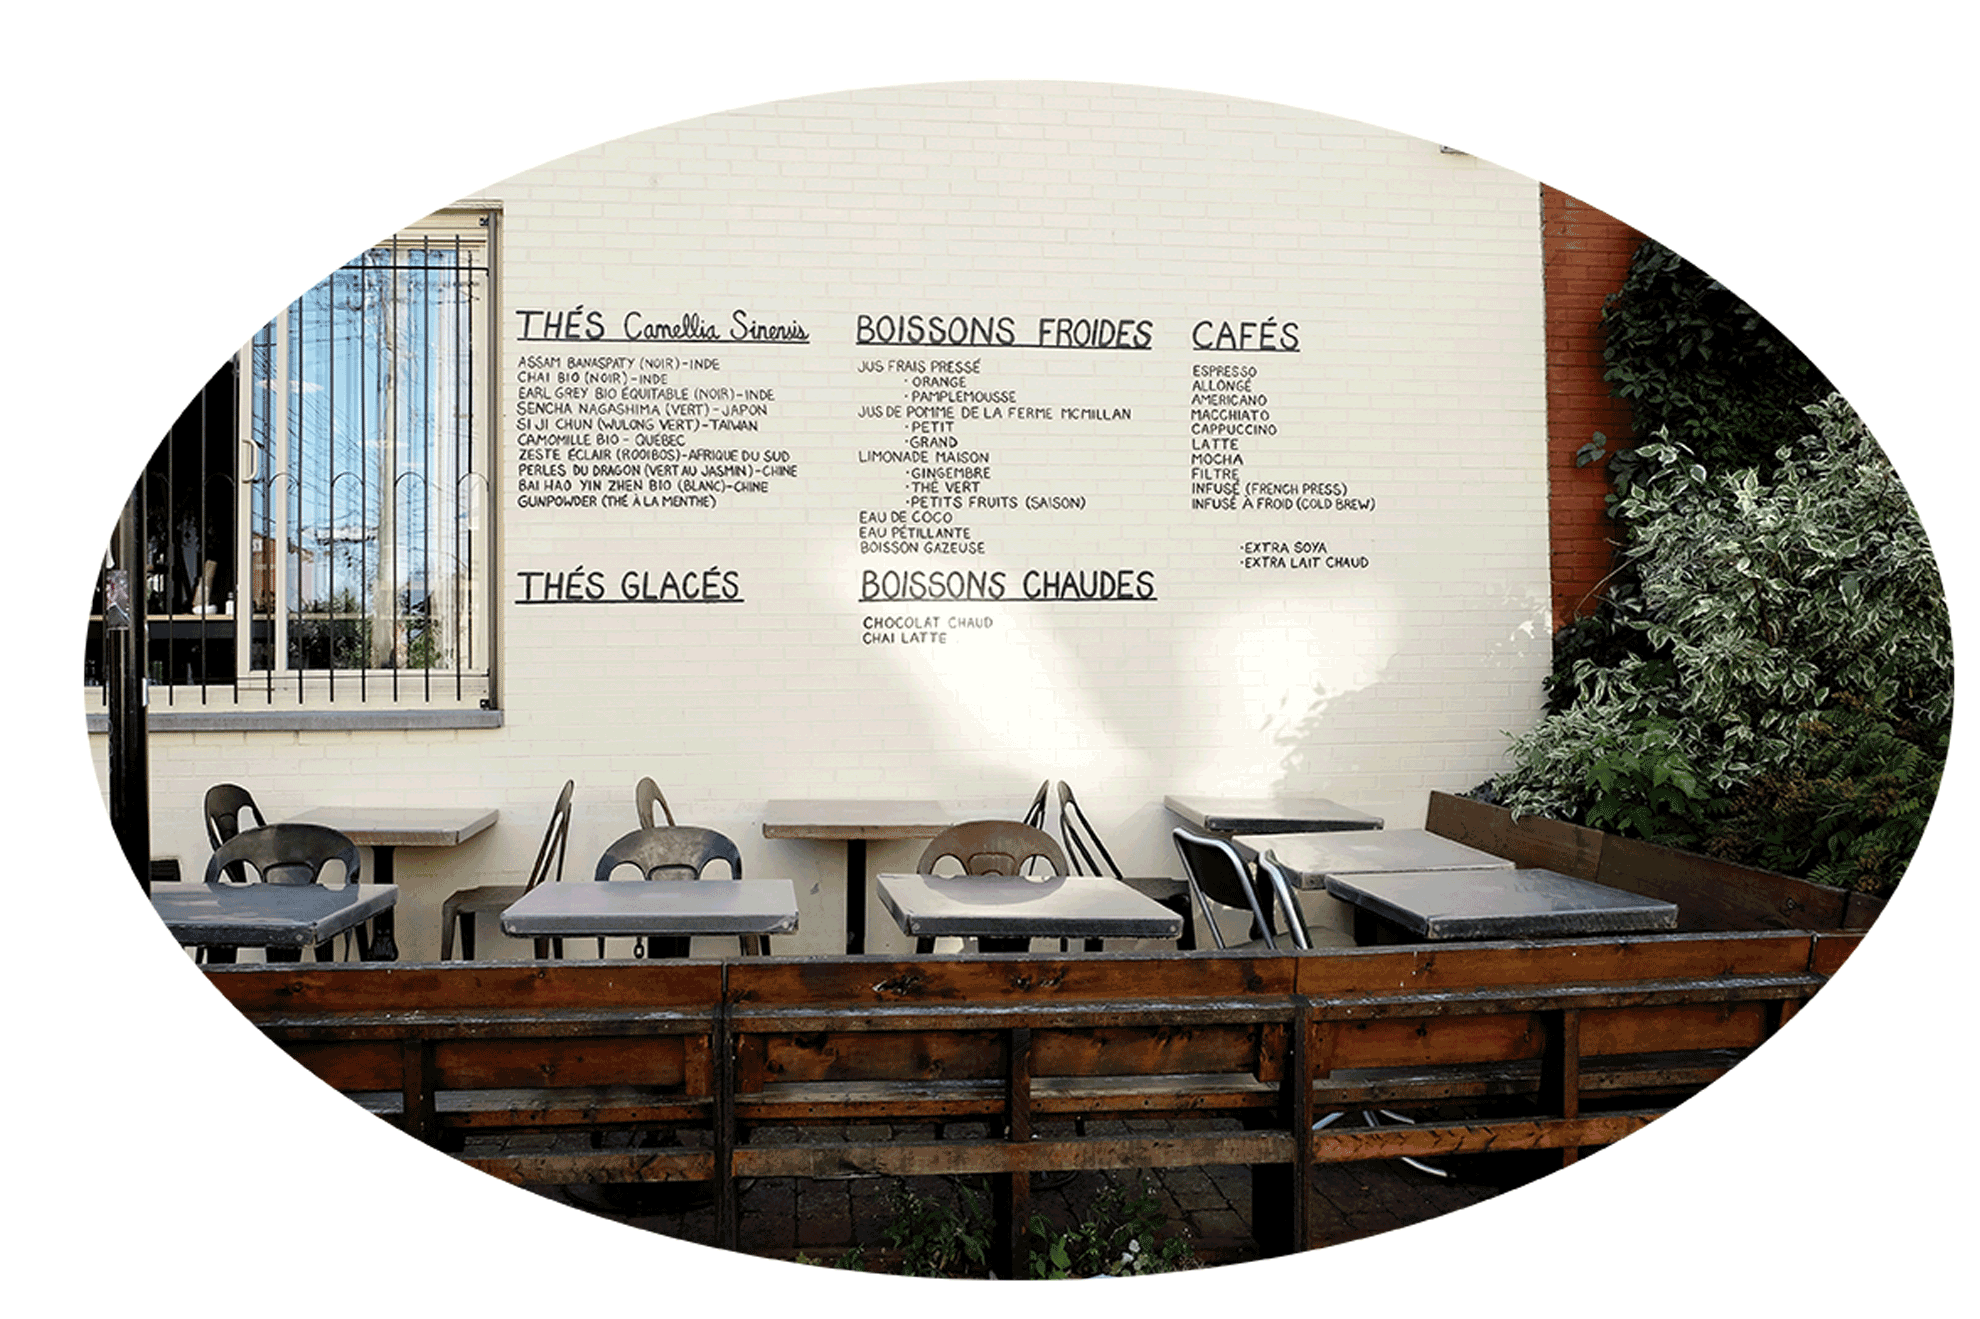 THÉS Camellia Sinensis
ASSAM BANASPATY (NOIR)-INDE
CHAI BIO (NOIR)-INDE
EARL GREY BIO ÉQUITABLE (NOIR)-INDE
SENCHA NAGASHIMA (VERT)-JAPON
SI JI CHUN (WULONG VERT)-TAIWAN
CAMOMILLE BIO - QUÉBEC
ZESTE ÉCLAIR (ROOIBOS)-AFRIQUE DU SUD
PERLES DU DRAGON (VERT AU JASMIN)-CHINE
BAI HAO YIN ZHEN BIO (BLANC)-CHINE
GUNPOWDER (THÉ À LA MENTHE)
THÉS GLACÉS
BOISSONS FROIDES
JUS FRAIS PRESSÉ
·ORANGE
·PAMPLEMOUSSE
JUS DE POMME DE LA FERME MCMILLAN
·PETIT
·GRAND
LIMONADE MAISON
·GINGEMBRE
·THÉ VERT
·PETITS FRUITS (SAISON)
EAU DE COCO
EAU PÉTILLANTE
BOISSON GAZEUSE
BOISSONS CHAUDES
CHOCOLAT CHAUD
CHAI LATTE
CAFÉS
ESPRESSO
ALLONGÉ
AMERICANO
MACCHIATO
CAPPUCCINO
LATTE
MOCHA
FILTRE
INFUSÉ (FRENCH PRESS)
INFUSÉ À FROID (COLD BREW)
·EXTRA SOYA
·EXTRA LAIT CHAUD